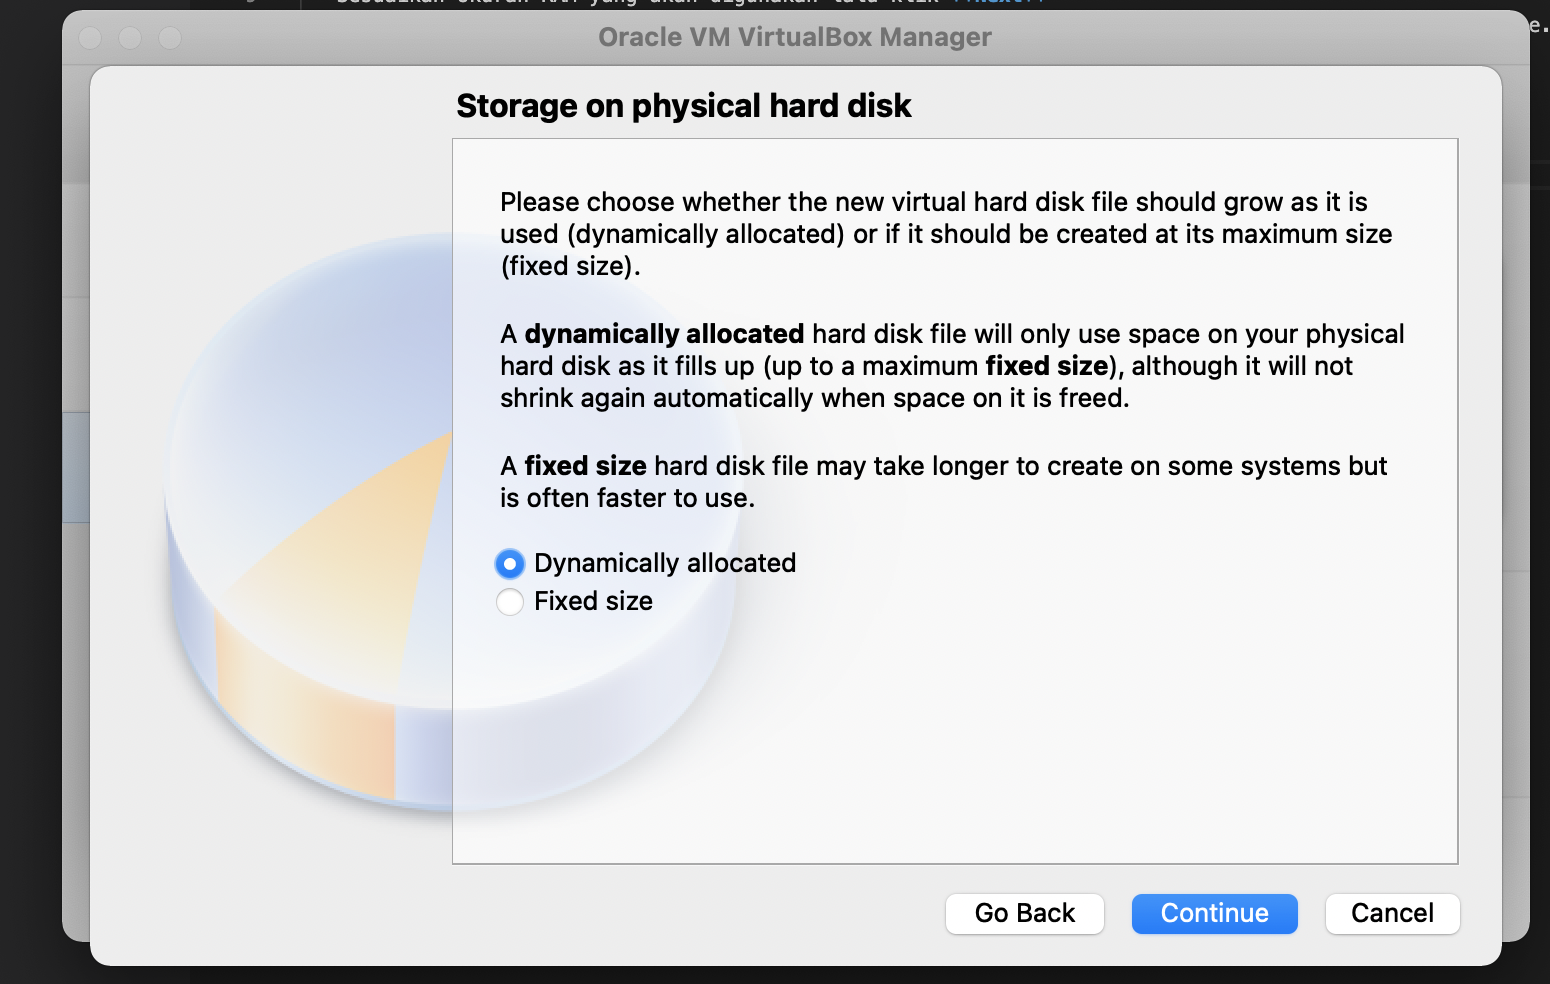 Oracle VM VirtualBox Manager
Storage on physical hard disk
Please choose whether the new virtual hard disk file should grow as it is
used (dynamically allocated) or if it should be created at its maximum size
(fixed size).
A dynamically allocated hard disk file will only use space on your physical
hard disk as it fills up (up to a maximum fixed size), although it will not
shrink again automatically when space on it is freed.
A fixed size hard disk file may take longer to create on some systems but
is often faster to use.
Dynamically allocated
Fixed size
Go Back
Continue
Cancel